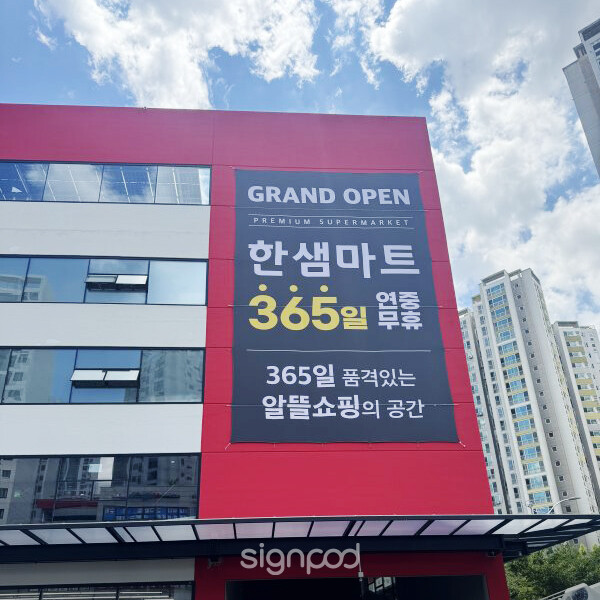 GRAND OPEN
PREMIUM SUPERMARKET
한샘마트
365일 연중무휴
365일 품격있는
알뜰쇼핑의 공간
signpod